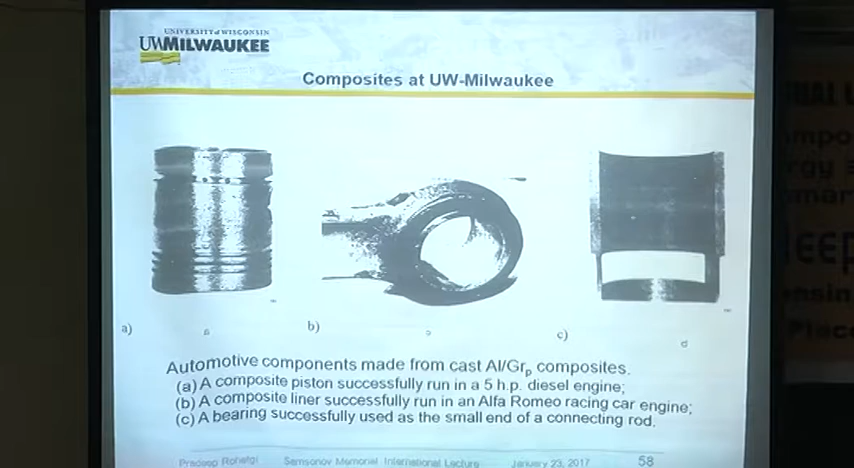 UNIVERSITY of WISCONSIN
UWMILWAUKEE
Composites at UW-Milwaukee
a)
b)
c)
d
Automotive components made from cast Al/Grp composites.
(a) A composite piston successfully run in a 5 h.p. diesel engine;
(b) A composite liner successfully run in an Alfa Romeo racing car engine;
(c) A bearing successfully used as the small end of a connecting rod.
Pradeep Rohatgi Samsonov Memorial International Lecture January 23, 2017 58